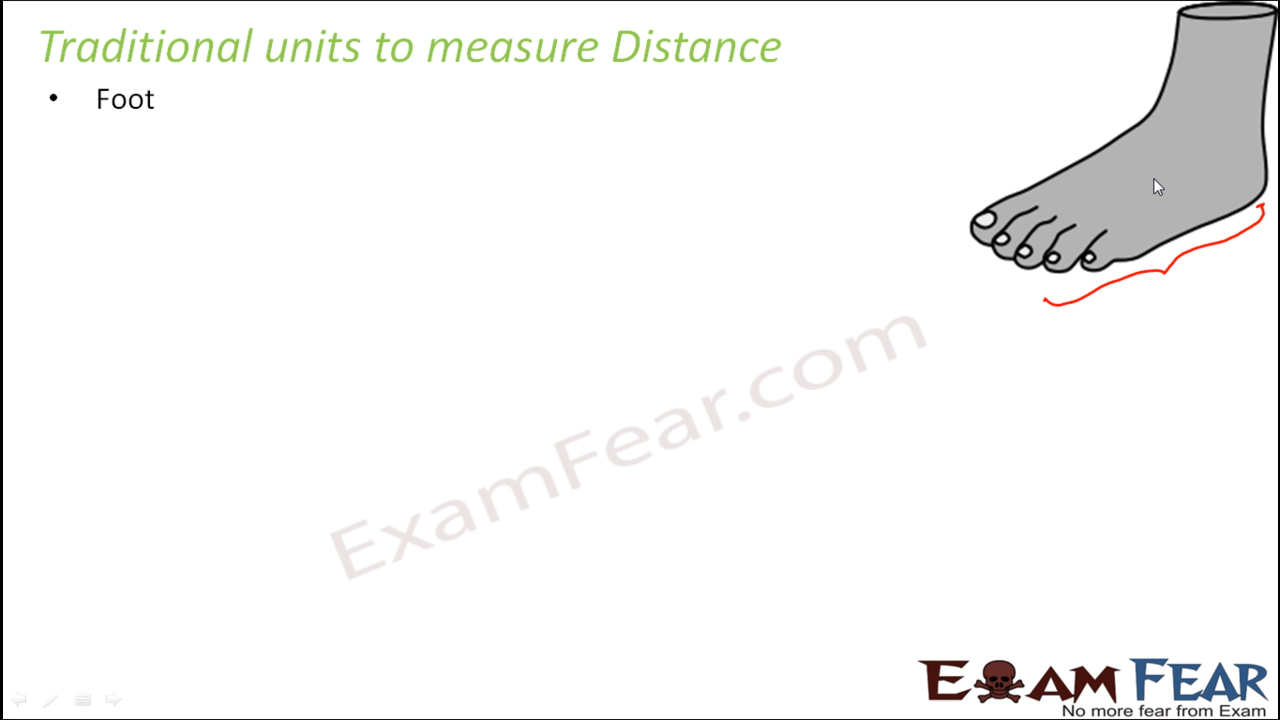 Traditional units to measure Distance
• Foot
ExamFear.com
EXAM FEAR
No more fear from Exam